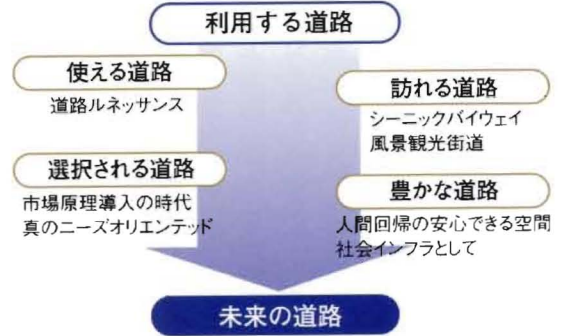 利用する道路
使える道路
道路ルネッサンス
訪れる道路
シーニックバイウェイ
風景観光街道
選択される道路
市場原理導入の時代
真のニーズオリエンテッド
豊かな道路
人間回帰の安心できる空間
社会インフラとして
未来の道路